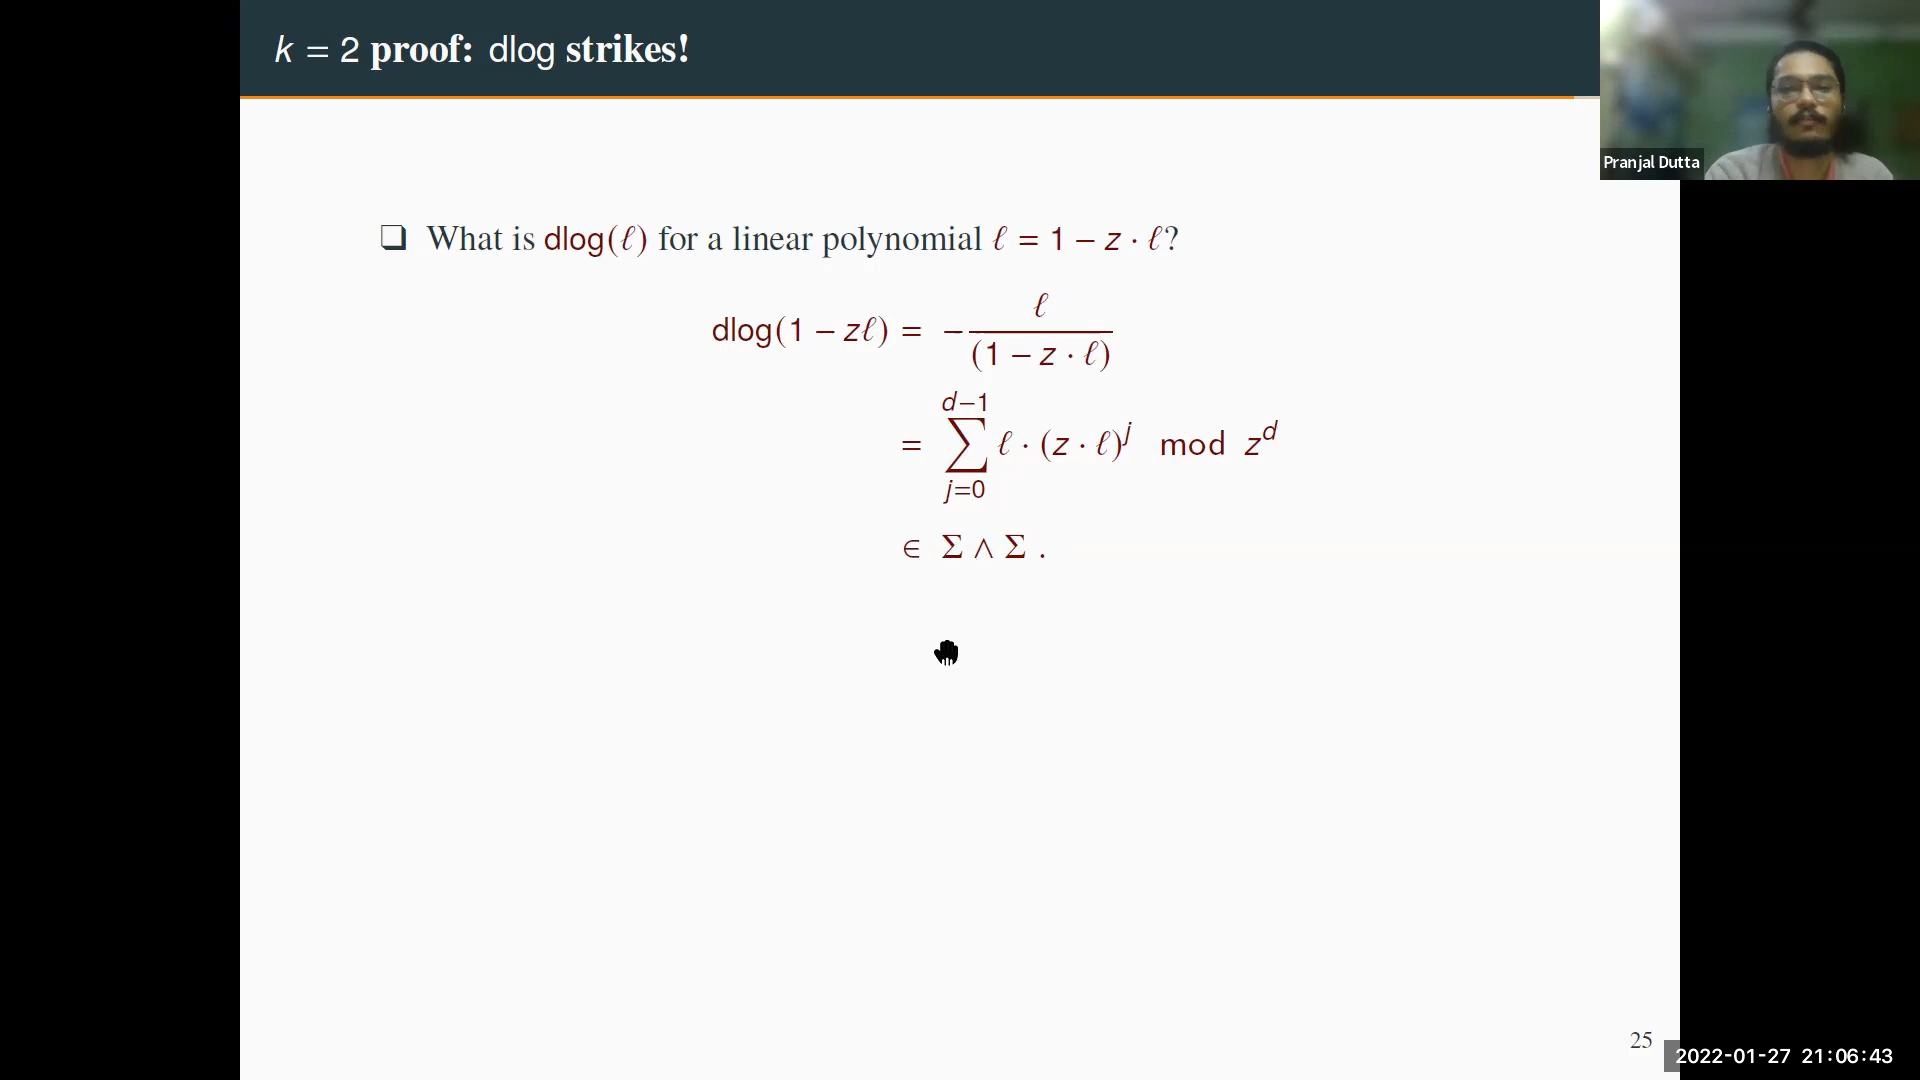 k = 2 proof: dlog strikes!
Pranjal Dutta
❑ What is dlog(ℓ) for a linear polynomial ℓ = 1 − z · ℓ?
dlog(1 − zℓ) = − ℓ / (1 − z · ℓ)
= ∑_{j=0}^{d−1} ℓ · (z · ℓ)^j mod z^d
∈ Σ ∧ Σ .
25
2022-01-27 21:06:43